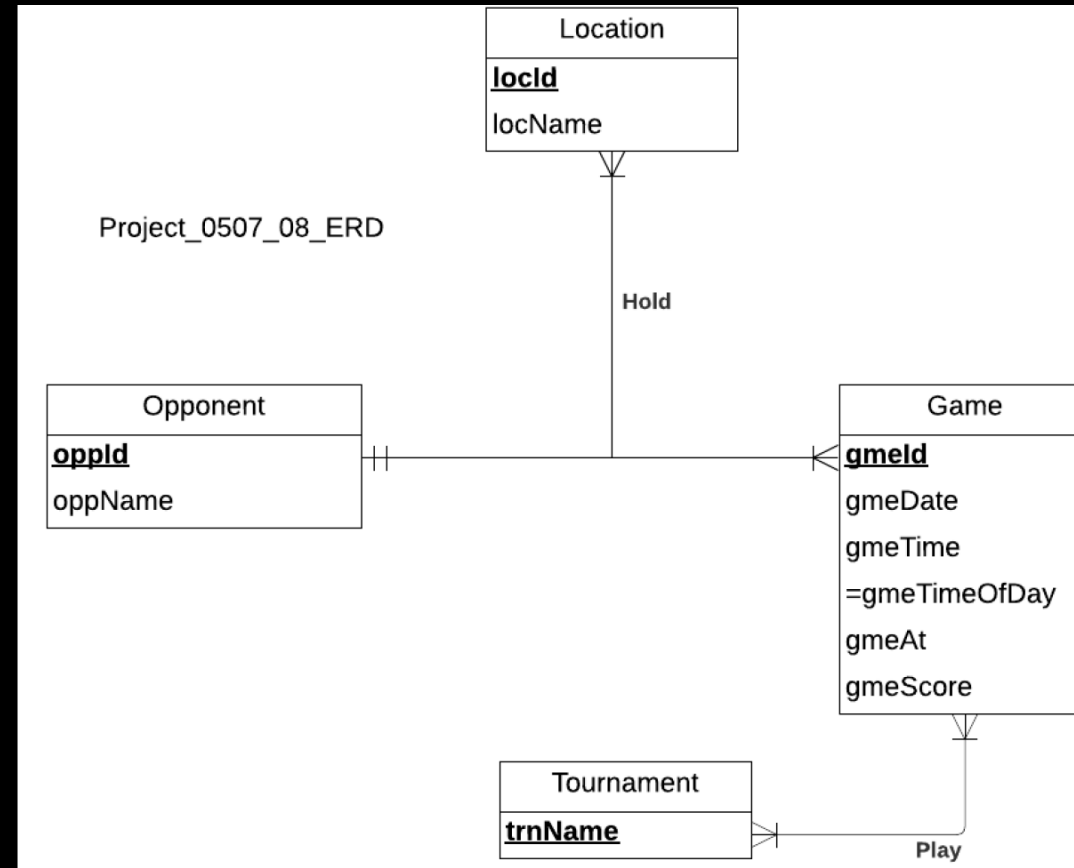 Location
locId
locName
Project_0507_08_ERD
Hold
Opponent
oppId
oppName
Game
gmeId
gmeDate
gmeTime
=gmeTimeOfDay
gmeAt
gmeScore
Tournament
trnName
Play